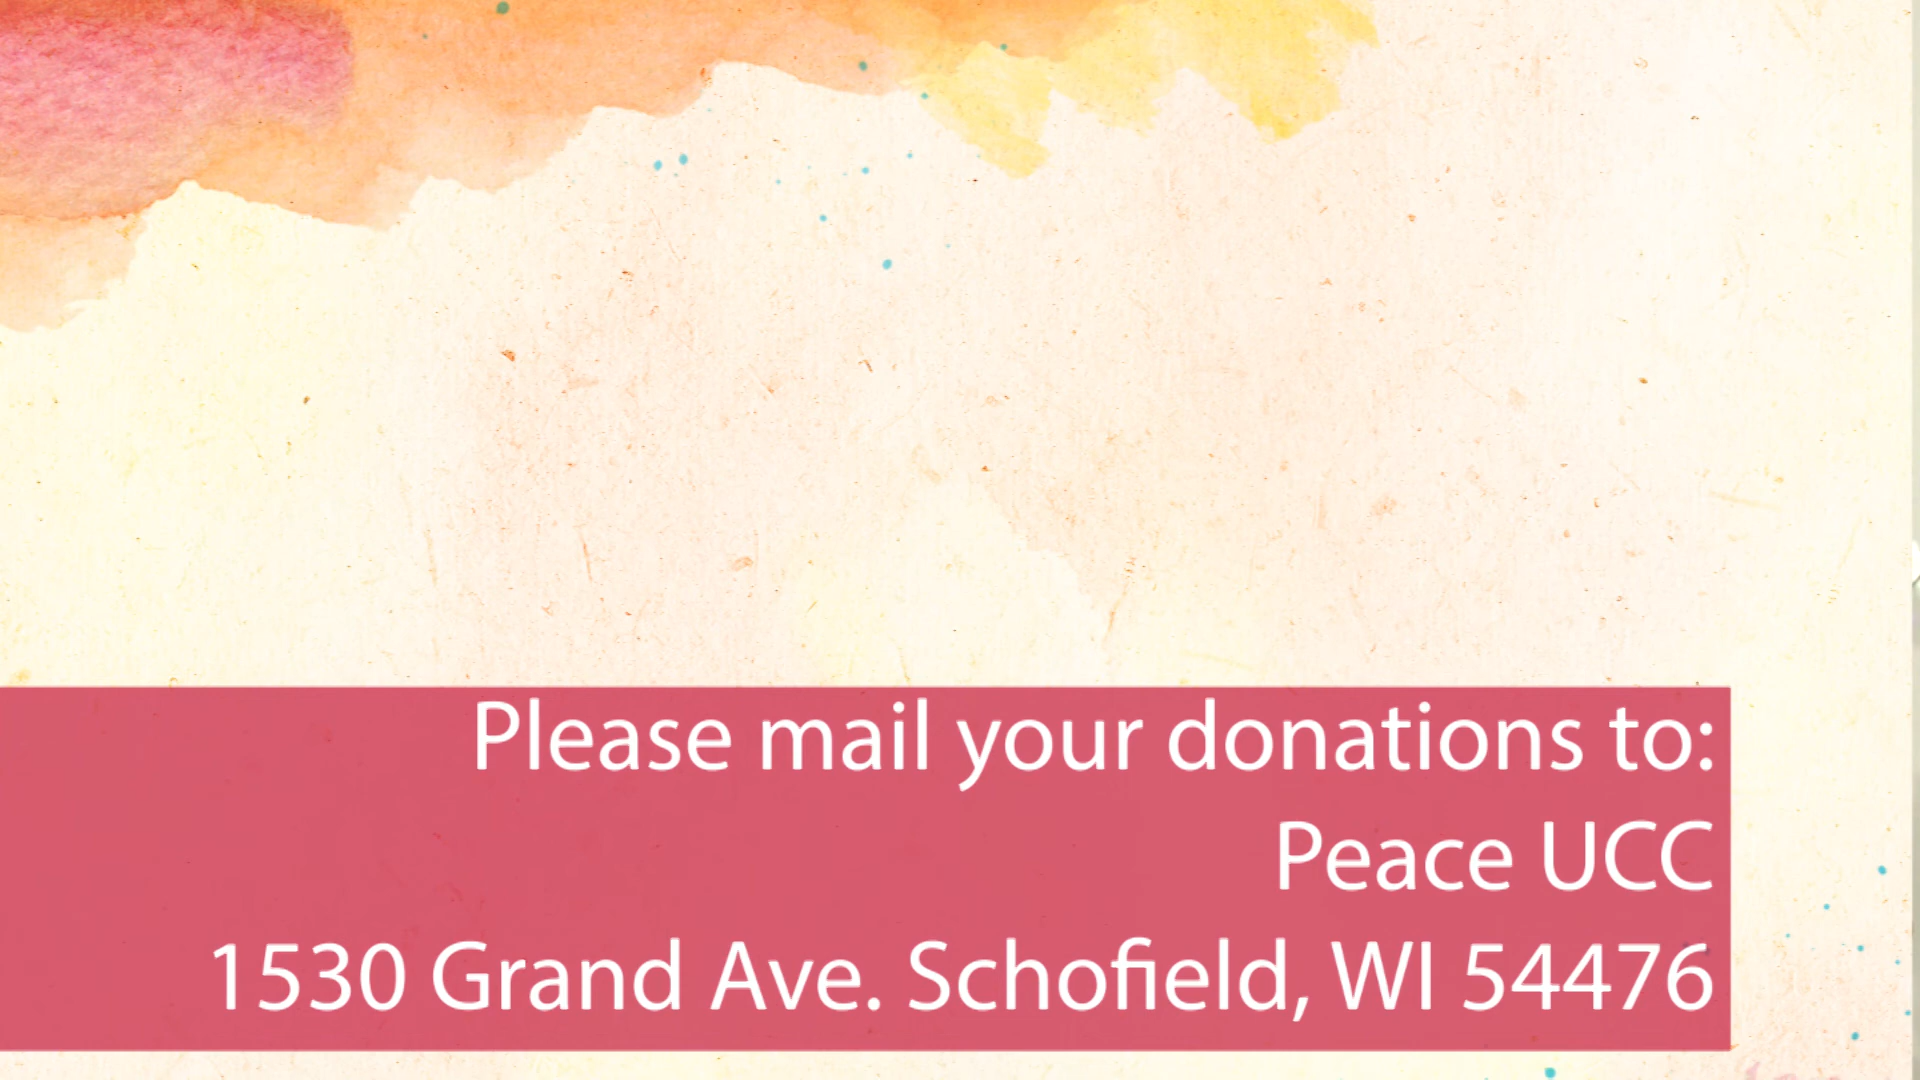 Please mail your donations to:
Peace UCC
1530 Grand Ave. Schofield, WI 54476